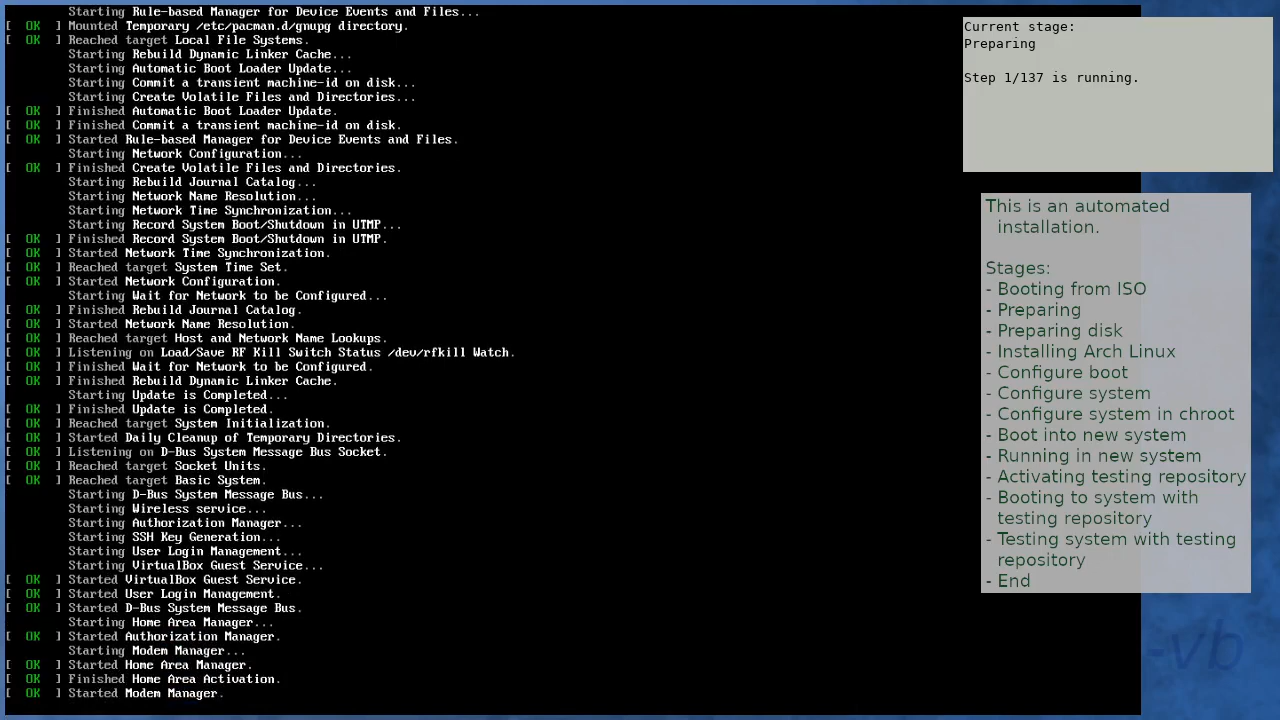 Starting Rule-based Manager for Device Events and Files...
[  OK  ] Mounted Temporary /etc/pacman.d/gnupg directory.
[  OK  ] Reached target Local File Systems.
Starting Rebuild Dynamic Linker Cache...
Starting Automatic Boot Loader Update...
Starting Commit a transient machine-id on disk...
Starting Create Volatile Files and Directories...
[  OK  ] Finished Automatic Boot Loader Update.
[  OK  ] Finished Commit a transient machine-id on disk.
[  OK  ] Started Rule-based Manager for Device Events and Files.
Starting Network Configuration...
[  OK  ] Finished Create Volatile Files and Directories.
Starting Rebuild Journal Catalog...
Starting Network Name Resolution...
Starting Network Time Synchronization...
Starting Record System Boot/Shutdown in UTMP...
[  OK  ] Finished Record System Boot/Shutdown in UTMP.
[  OK  ] Started Network Time Synchronization.
[  OK  ] Reached target System Time Set.
[  OK  ] Started Network Configuration.
Starting Wait for Network to be Configured...
[  OK  ] Finished Rebuild Journal Catalog.
[  OK  ] Started Network Name Resolution.
[  OK  ] Reached target Host and Network Name Lookups.
[  OK  ] Listening on Load/Save RF Kill Switch Status /dev/rfkill Watch.
[  OK  ] Finished Wait for Network to be Configured.
[  OK  ] Finished Rebuild Dynamic Linker Cache.
Starting Update is Completed...
[  OK  ] Finished Update is Completed.
[  OK  ] Reached target System Initialization.
[  OK  ] Started Daily Cleanup of Temporary Directories.
[  OK  ] Listening on D-Bus System Message Bus Socket.
[  OK  ] Reached target Socket Units.
[  OK  ] Reached target Basic System.
Starting D-Bus System Message Bus...
Starting Wireless service...
Starting Authorization Manager...
Starting SSH Key Generation...
Starting User Login Management...
Starting VirtualBox Guest Service...
[  OK  ] Started VirtualBox Guest Service.
[  OK  ] Started User Login Management.
[  OK  ] Started D-Bus System Message Bus.
Starting Home Area Manager...
[  OK  ] Started Authorization Manager.
Starting Modem Manager...
[  OK  ] Started Home Area Manager.
[  OK  ] Finished Home Area Activation.
[  OK  ] Started Modem Manager.
Current stage:
Preparing
Step 1/137 is running.
This is an automated
installation.
Stages:
- Booting from ISO
- Preparing
- Preparing disk
- Installing Arch Linux
- Configure boot
- Configure system
- Configure system in chroot
- Boot into new system
- Running in new system
- Activating testing repository
- Booting to system with
testing repository
- Testing system with testing
repository
- End
-vb